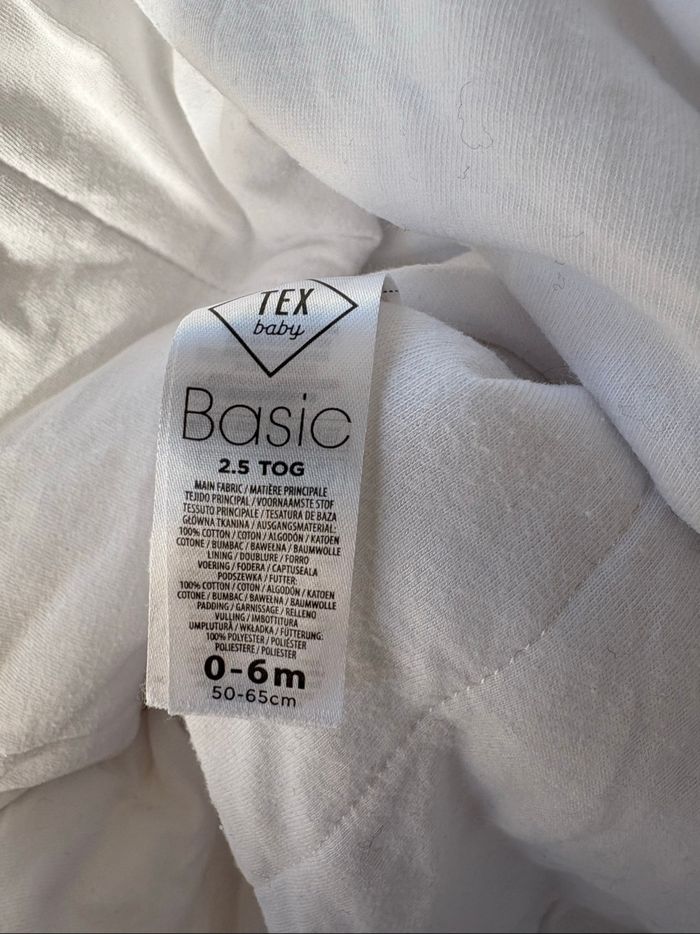 TEX
baby
Basic
2.5 TOG
MAIN FABRIC / MATIÈRE PRINCIPALE
TEJIDO PRINCIPAL / VOORNAAMSTE STOF
TESSUTO PRINCIPALE / TESATURA DE BAZA
GŁÓWNA TKANINA / AUSGANGSMATERIAL:
100% COTTON / COTON / ALGODÓN / KATOEN
COTONE / BUMBAC / BAWEŁNA / BAUMWOLLE
LINING / DOUBLURE / FORRO
VOERING / FODERA / CAPTUSEALA
PODSZEWKA / FUTTER:
100% COTTON / COTON / ALGODÓN / KATOEN
COTONE / BUMBAC / BAWEŁNA / BAUMWOLLE
PADDING / GARNISSAGE / RELLENO
VULLING / IMBOTTITURA
UMPLUTURĂ / WKŁADKA / FÜTTERUNG:
100% POLYESTER / POLIÉSTER
POLIESTERE / POLIESTER
0-6m
50-65cm